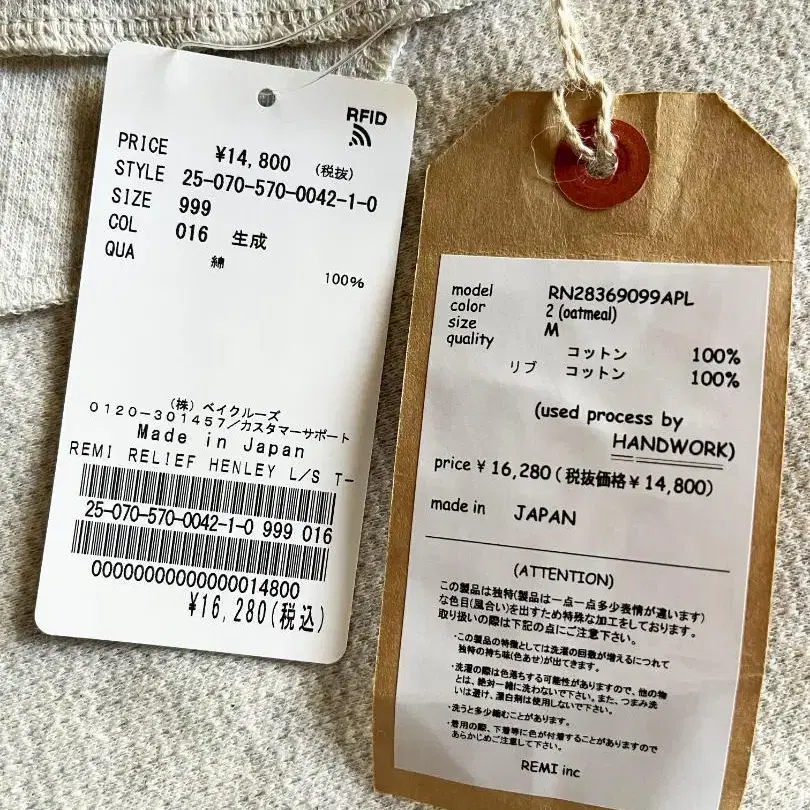 RFID
PRICE ¥14,800 (税抜)
STYLE 25-070-570-0042-1-0
SIZE 999
COL 016 生成
QUA 綿 100%
(株) ベイクルーズ
0120-301457/カスタマーサポート
Made in Japan
REMI RELIEF HENLEY L/S T-
25-070-570-0042-1-0 999 016
00000000000000014800
¥16,280(税込)
model RN28369099APL
color 2 (oatmeal)
size M
quality コットン 100%
リブ コットン 100%
(used process by
HANDWORK)
price ¥ 16,280 (税抜価格 ¥ 14,800)
made in JAPAN
(ATTENTION)
この製品は独特(製品は一点一点多少表情が違います)
な色目(風合い)を出すため特殊な加工をしております。
取り扱いの際は下記の点にご注意下さい。
・この製品の特徴としては洗濯の回数が増えるにつれて
独特の持ち味(色あせ)が出てきます。
・洗濯の際は色落ちする可能性がありますので、他の物
とは、絶対一緒に洗わないで下さい。また、つまみ洗
いは避け、漂白剤は使用しないで下さい。
・洗うと多少縮むことがあります。
・着用の際、下着等に色が付着することがありますので
あらかじめご注意して下さい。
REMI inc